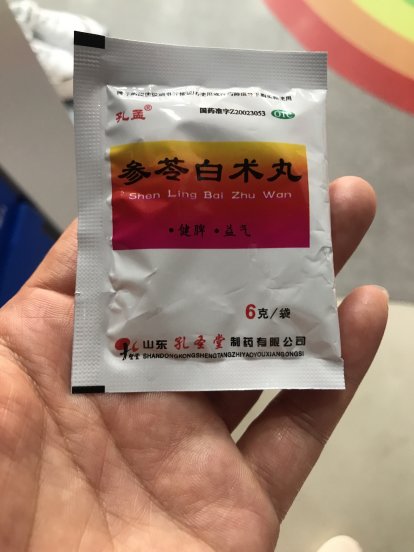 孔孟®
国药准字Z20023053 OTC
参苓白术丸
Shen Ling Bai Zhu Wan
•健脾 •益气
6克/袋
山东 孔圣堂 制药有限公司
SHANDONGKONGSHENGTANGZHIYAOYOUXIANGONGSI